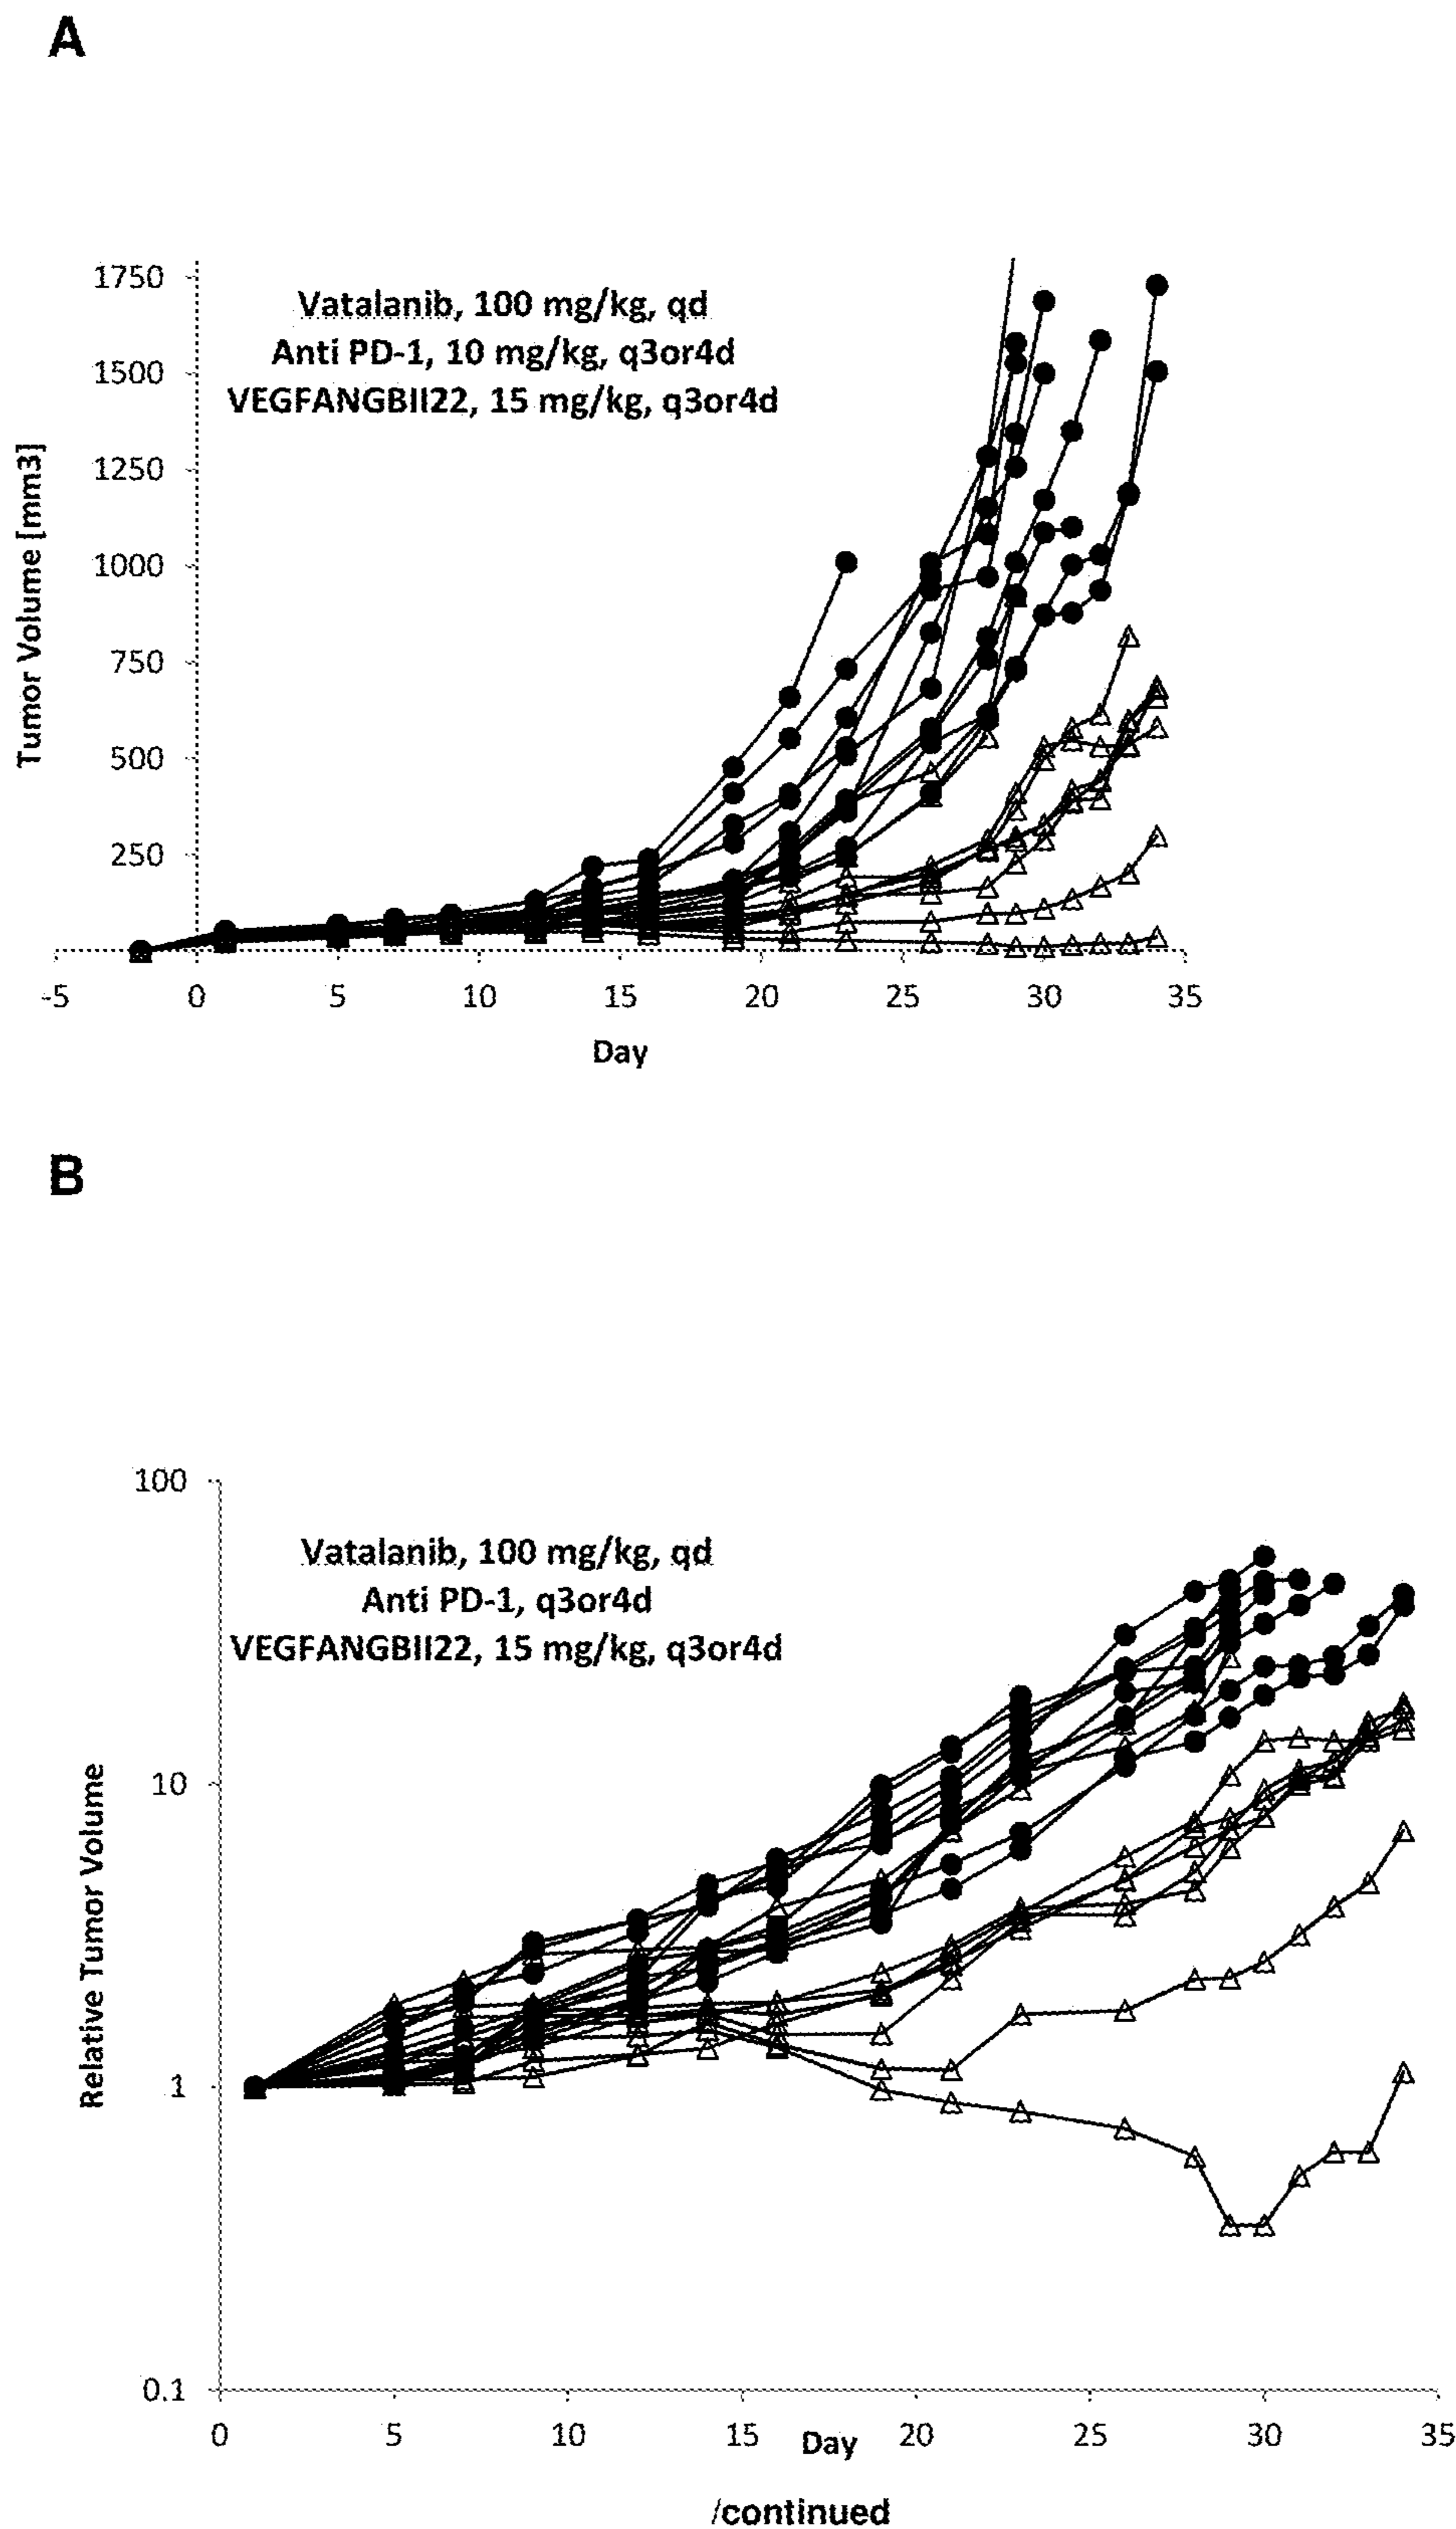 A
1750
1500
1250
1000
750
500
250
Tumor Volume [mm3]
Vatalanib, 100 mg/kg, qd
Anti PD-1, 10 mg/kg, q3or4d
VEGFANGBII22, 15 mg/kg, q3or4d
-5 0 5 10 15 20 25 30 35
Day
B
100
10
1
0.1
Relative Tumor Volume
Vatalanib, 100 mg/kg, qd
Anti PD-1, q3or4d
VEGFANGBII22, 15 mg/kg, q3or4d
0 5 10 15 20 25 30 35
Day
/continued